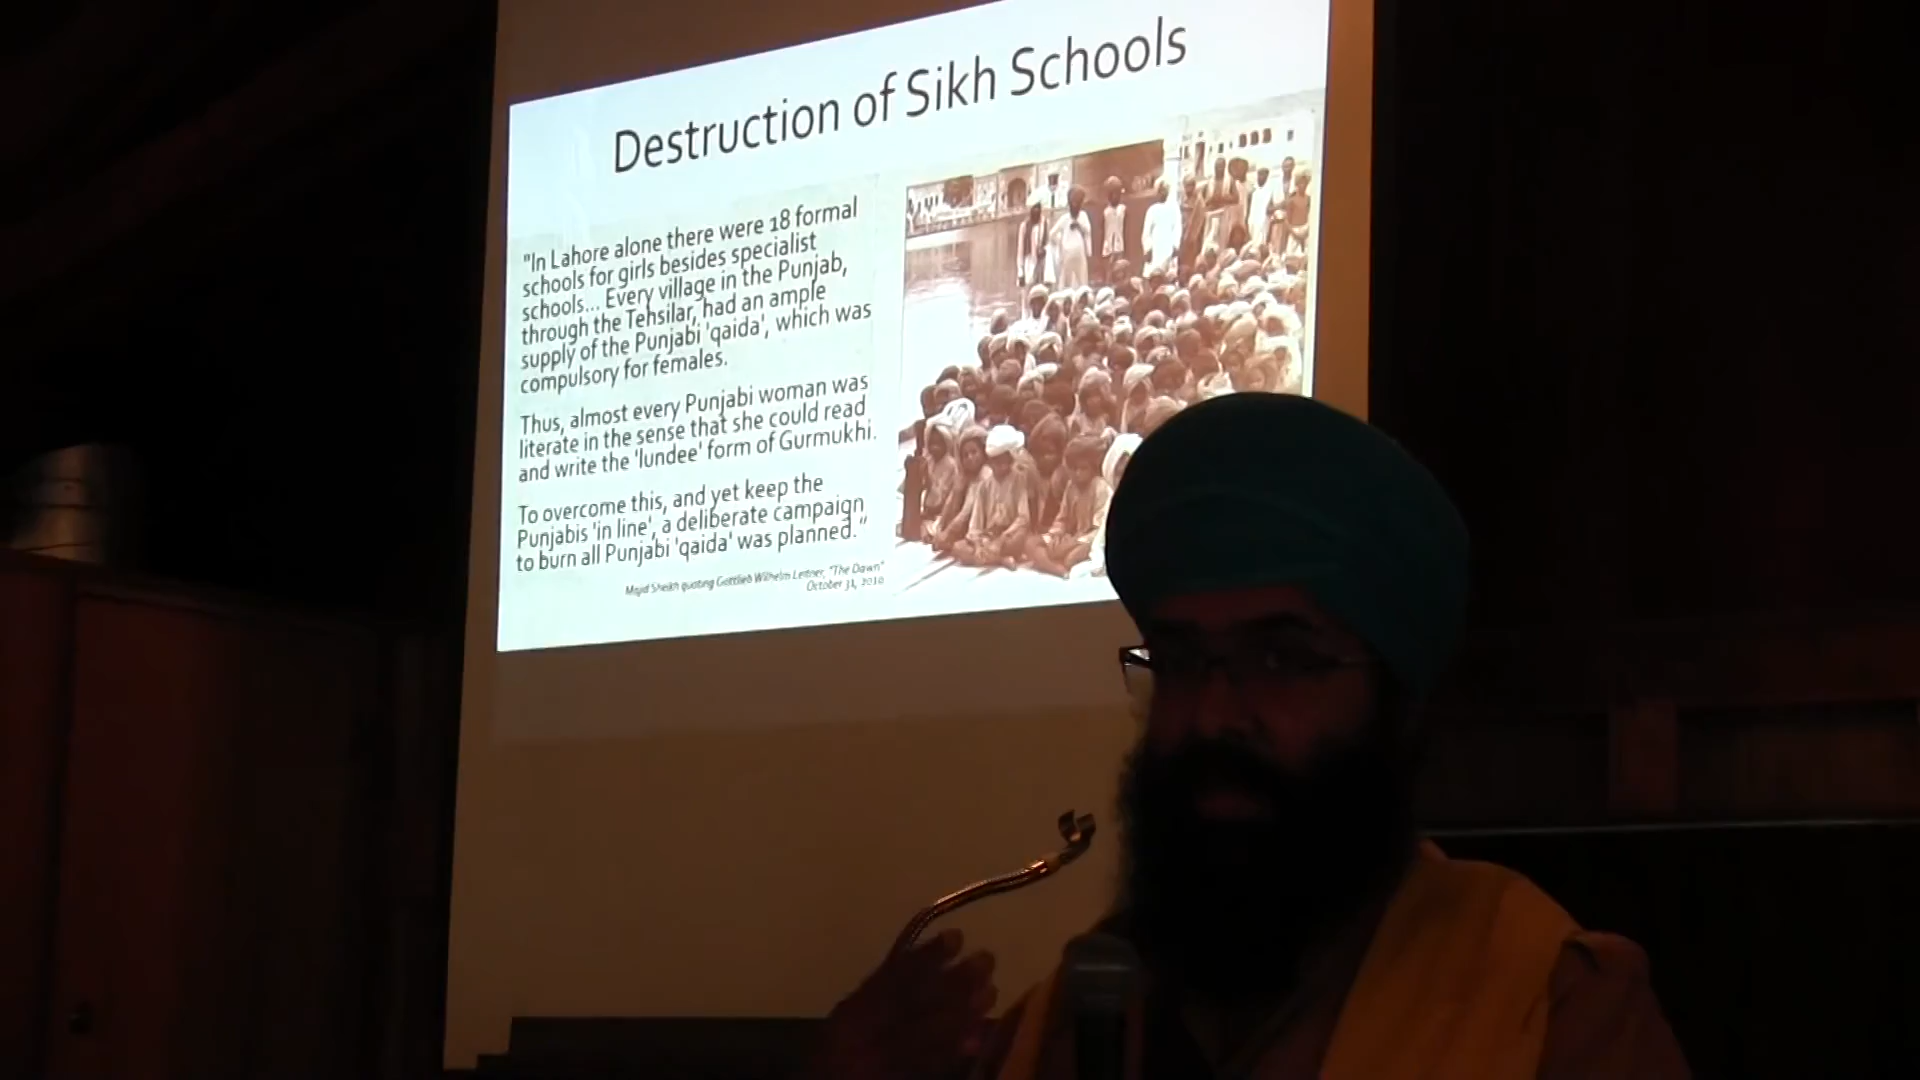 Destruction of Sikh Schools
"In Lahore alone there were 18 formal
schools for girls besides specialist
schools... Every village in the Punjab,
through the Tehsilar, had an ample
supply of the Punjabi 'qaida', which was
compulsory for females.
Thus, almost every Punjabi woman was
literate in the sense that she could read
and write the 'lundee' form of Gurmukhi.
To overcome this, and yet keep the
Punjabis 'in line', a deliberate campaign
to burn all Punjabi 'qaida' was planned."
Majid Sheikh quoting Gottlieb Wilhelm Leitner, "The Dawn"
October 31, 2010